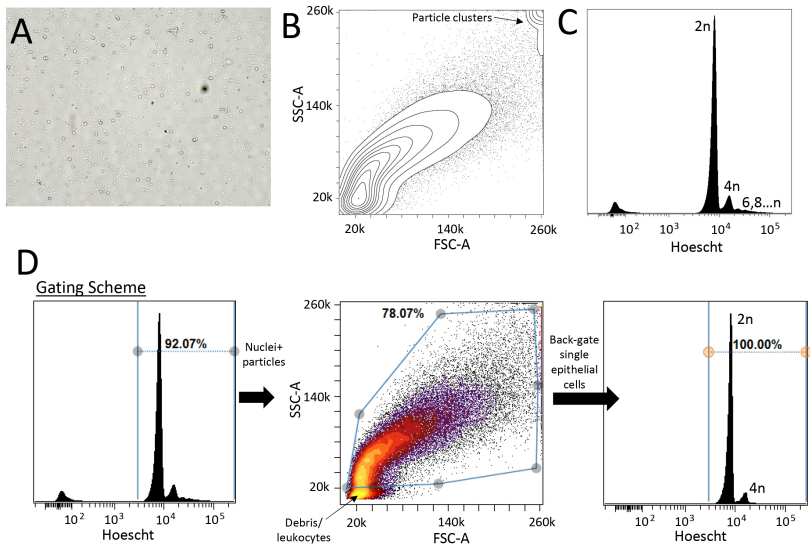 A
B
260k
Particle clusters
140k
20k
SSC-A
20k
140k
260k
FSC-A
C
2n
4n
6,8...n
10²
10³
10⁴
10⁵
Hoescht
D
Gating Scheme
92.07%
10²
10³
10⁴
10⁵
Hoescht
Nuclei+
particles
260k
78.07%
SSC-A
140k
20k
Debris/
leukocytes
20k
140k
260k
FSC-A
Back-gate
single
epithelial
cells
2n
100.00%
4n
10²
10³
10⁴
10⁵
Hoescht